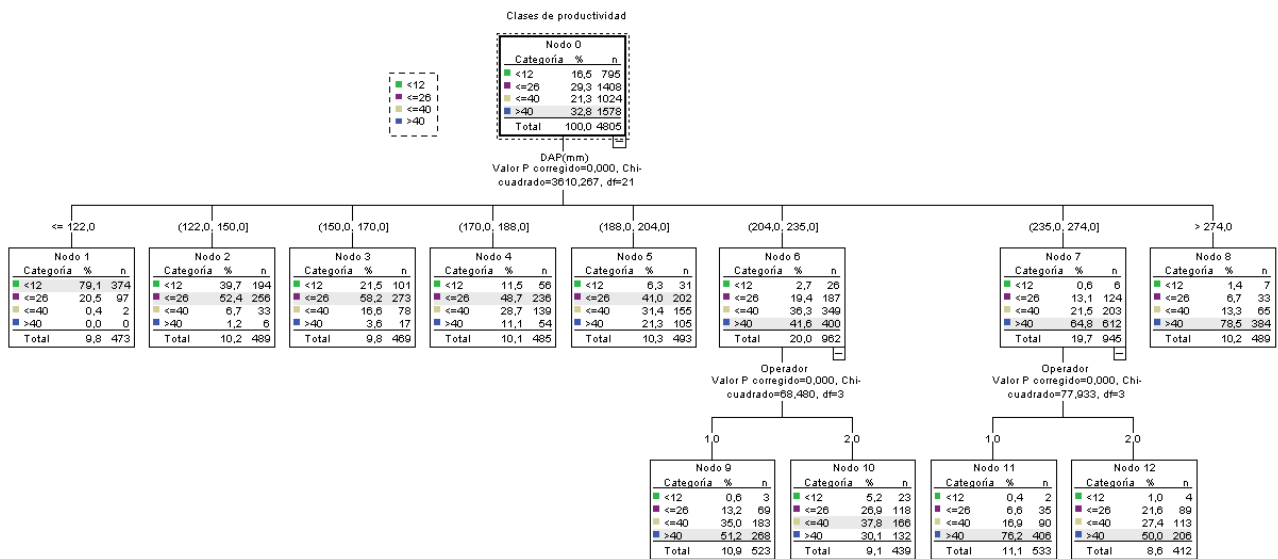 Clases de productividad
Nodo 0
Categoría % n
<12 16,5 795
<=26 29,3 1408
<=40 21,3 1024
>40 32,8 1578
Total 100,0 4805
<12
<=26
<=40
>40
DAP(mm)
Valor P corregido=0,000, Chi-
cuadrado=3610,267, df=21
<= 122,0
(122,0, 150,0]
(150,0, 170,0]
(170,0, 188,0]
(188,0, 204,0]
(204,0, 235,0]
(235,0, 274,0]
> 274,0
Nodo 1
Categoría % n
<12 79,1 374
<=26 20,5 97
<=40 0,4 2
>40 0,0 0
Total 9,8 473
Nodo 2
Categoría % n
<12 39,7 194
<=26 52,4 256
<=40 6,7 33
>40 1,2 6
Total 10,2 489
Nodo 3
Categoría % n
<12 21,5 101
<=26 58,2 273
<=40 16,6 78
>40 3,6 17
Total 9,8 469
Nodo 4
Categoría % n
<12 11,5 56
<=26 48,7 236
<=40 28,7 139
>40 11,1 54
Total 10,1 485
Nodo 5
Categoría % n
<12 6,3 31
<=26 41,0 202
<=40 31,4 155
>40 21,3 105
Total 10,3 493
Nodo 6
Categoría % n
<12 2,7 26
<=26 19,4 187
<=40 36,3 349
>40 41,6 400
Total 20,0 962
Nodo 7
Categoría % n
<12 0,6 6
<=26 13,1 124
<=40 21,5 203
>40 64,8 612
Total 19,7 945
Nodo 8
Categoría % n
<12 1,4 7
<=26 6,7 33
<=40 13,3 65
>40 78,5 384
Total 10,2 489
Operador
Valor P corregido=0,000, Chi-
cuadrado=68,480, df=3
Operador
Valor P corregido=0,000, Chi-
cuadrado=77,933, df=3
1,0
2,0
1,0
2,0
Nodo 9
Categoría % n
<12 0,6 3
<=26 13,2 69
<=40 35,0 183
>40 51,2 268
Total 10,9 523
Nodo 10
Categoría % n
<12 5,2 23
<=26 26,9 118
<=40 37,8 166
>40 30,1 132
Total 9,1 439
Nodo 11
Categoría % n
<12 0,4 2
<=26 6,6 35
<=40 16,9 90
>40 76,2 406
Total 11,1 533
Nodo 12
Categoría % n
<12 1,0 4
<=26 21,6 89
<=40 27,4 113
>40 50,0 206
Total 8,6 412